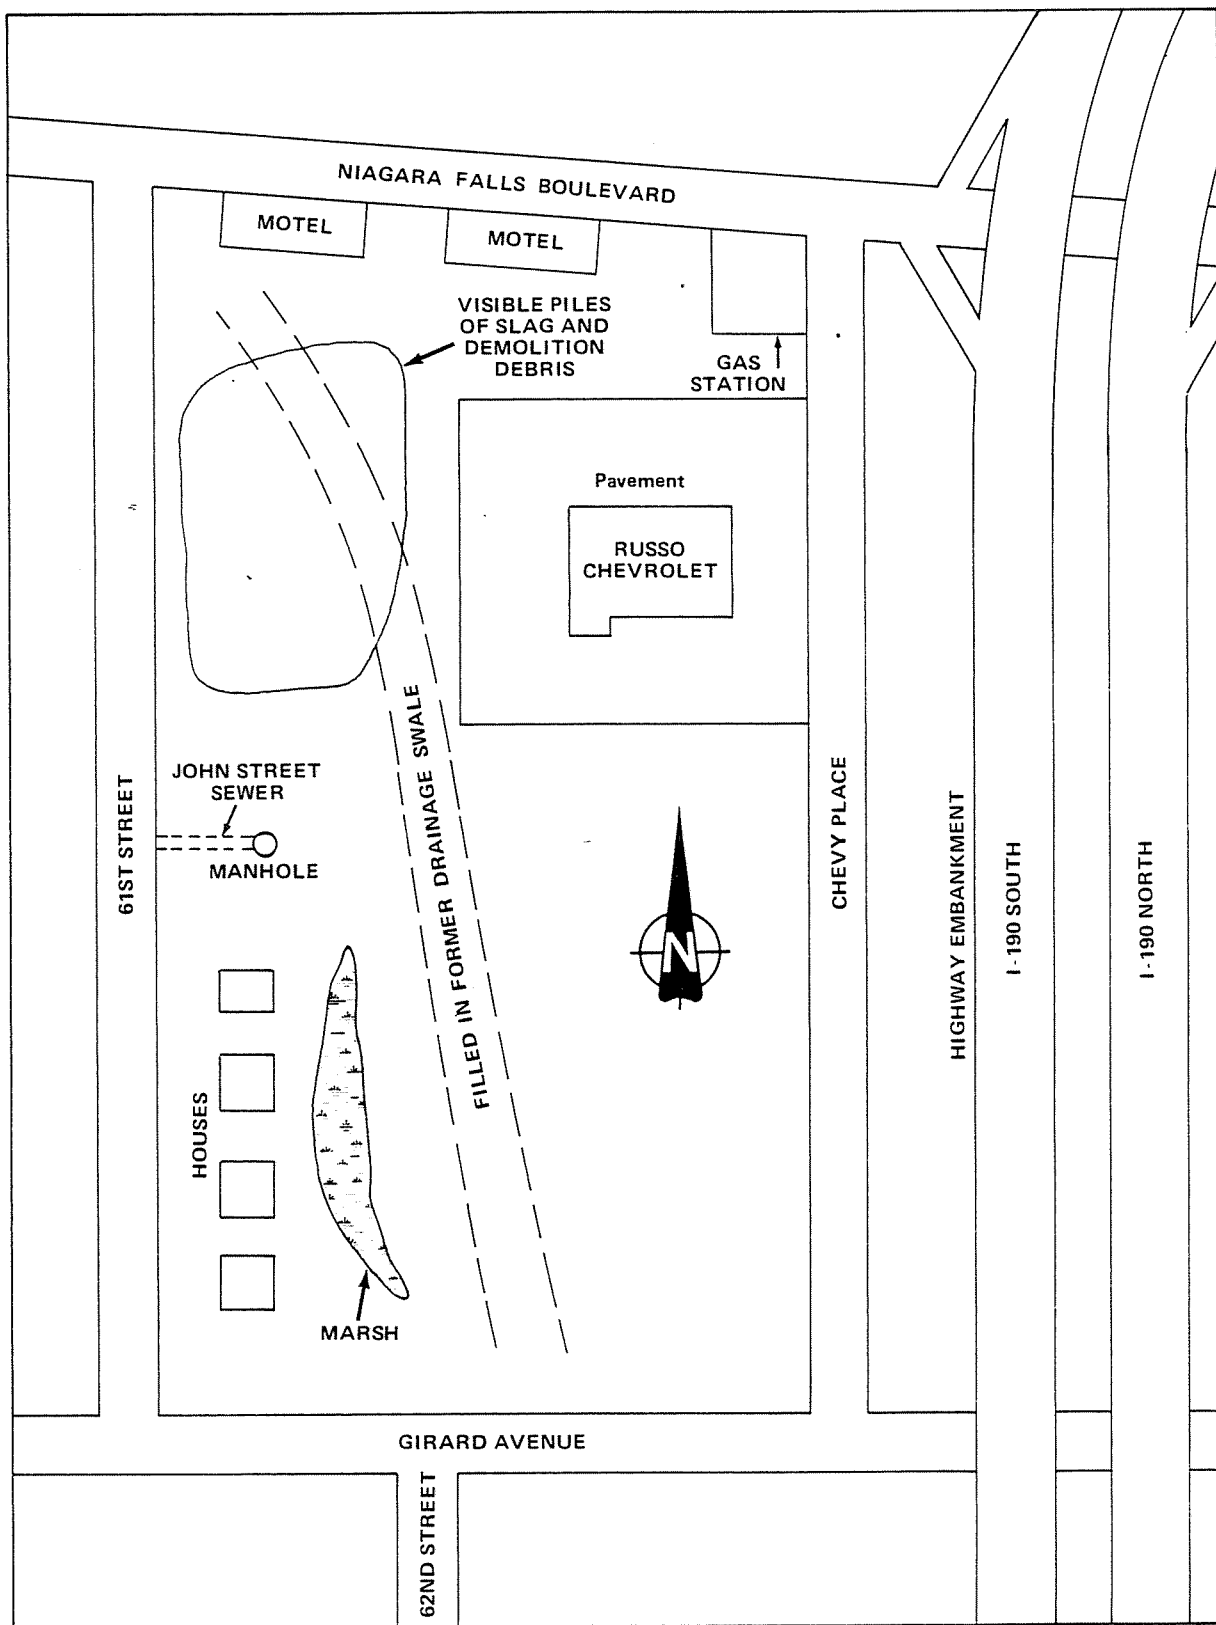 NIAGARA FALLS BOULEVARD
MOTEL
MOTEL
VISIBLE PILES
OF SLAG AND
DEMOLITION
DEBRIS
GAS
STATION
Pavement
RUSSO
CHEVROLET
FILLED IN FORMER DRAINAGE SWALE
JOHN STREET
SEWER
MANHOLE
61ST STREET
CHEVY PLACE
HIGHWAY EMBANKMENT
I-190 SOUTH
I-190 NORTH
N
HOUSES
MARSH
GIRARD AVENUE
62ND STREET